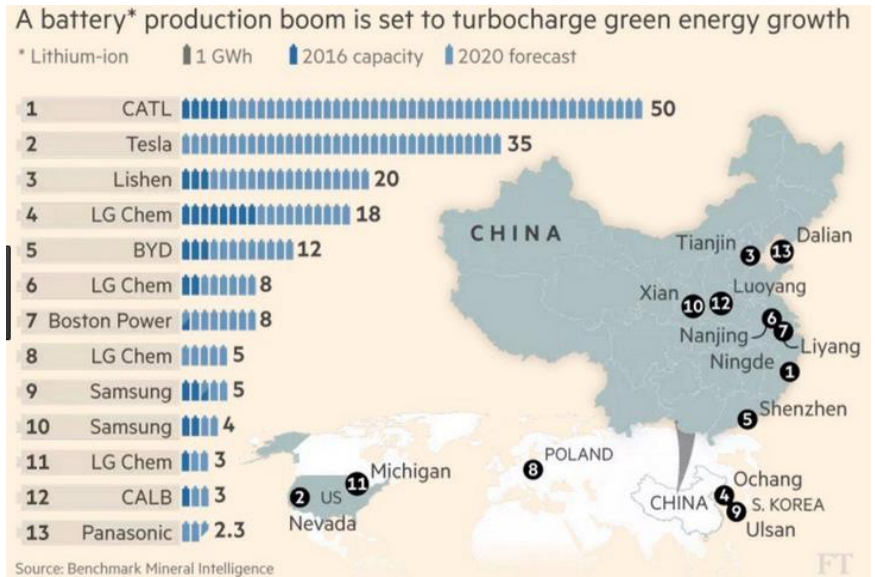 A battery* production boom is set to turbocharge green energy growth
* Lithium-ion 1 GWh 2016 capacity 2020 forecast
1 CATL 50
2 Tesla 35
3 Lishen 20
4 LG Chem 18
5 BYD 12
6 LG Chem 8
7 Boston Power 8
8 LG Chem 5
9 Samsung 5
10 Samsung 4
11 LG Chem 3
12 CALB 3
13 Panasonic 2.3
CHINA
Tianjin 3 13 Dalian
Xian 10 12 Luoyang
Nanjing 6 7 Liyang
Ningde 1
5 Shenzhen
2 US 11 Michigan
Nevada
8 POLAND
CHINA 4 Ochang
9 S. KOREA
Ulsan
Source: Benchmark Mineral Intelligence
FT